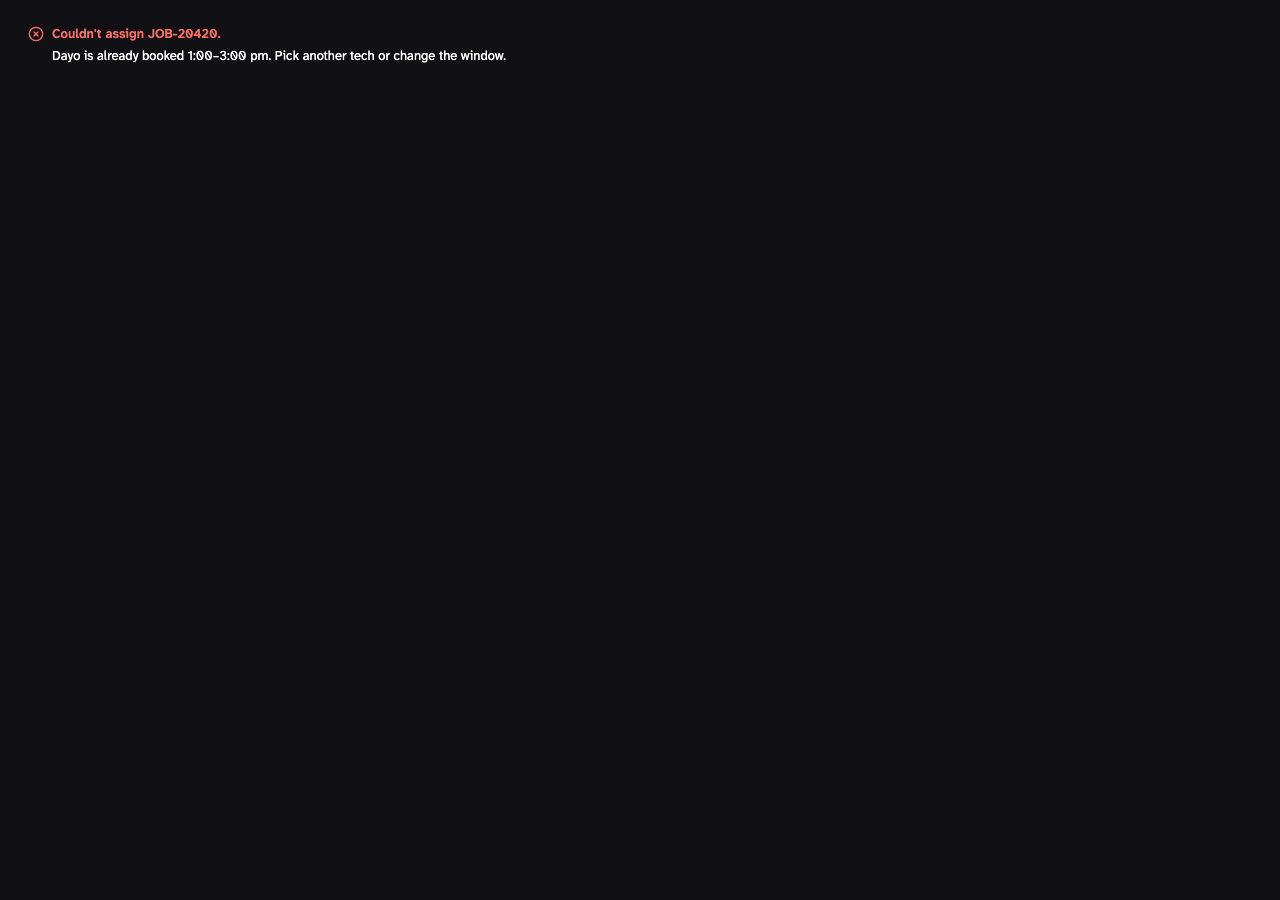 Couldn't assign JOB-20420.
Dayo is already booked 1:00–3:00 pm. Pick another tech or change the window.